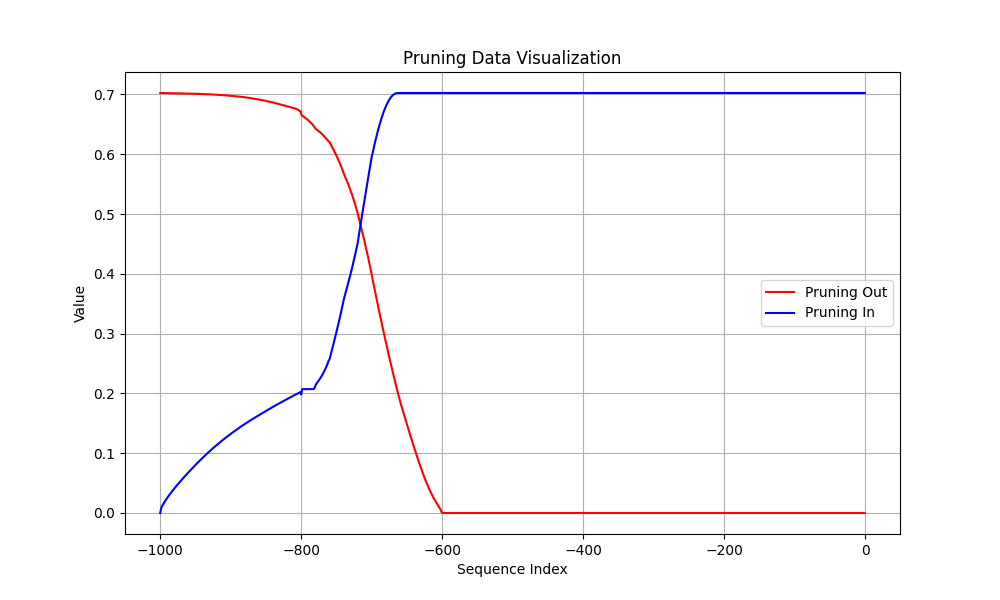 Pruning Data Visualization
0.7
0.6
0.5
0.4
0.3
0.2
0.1
0.0
Value
Pruning Out
Pruning In
−1000
−800
−600
−400
−200
0
Sequence Index